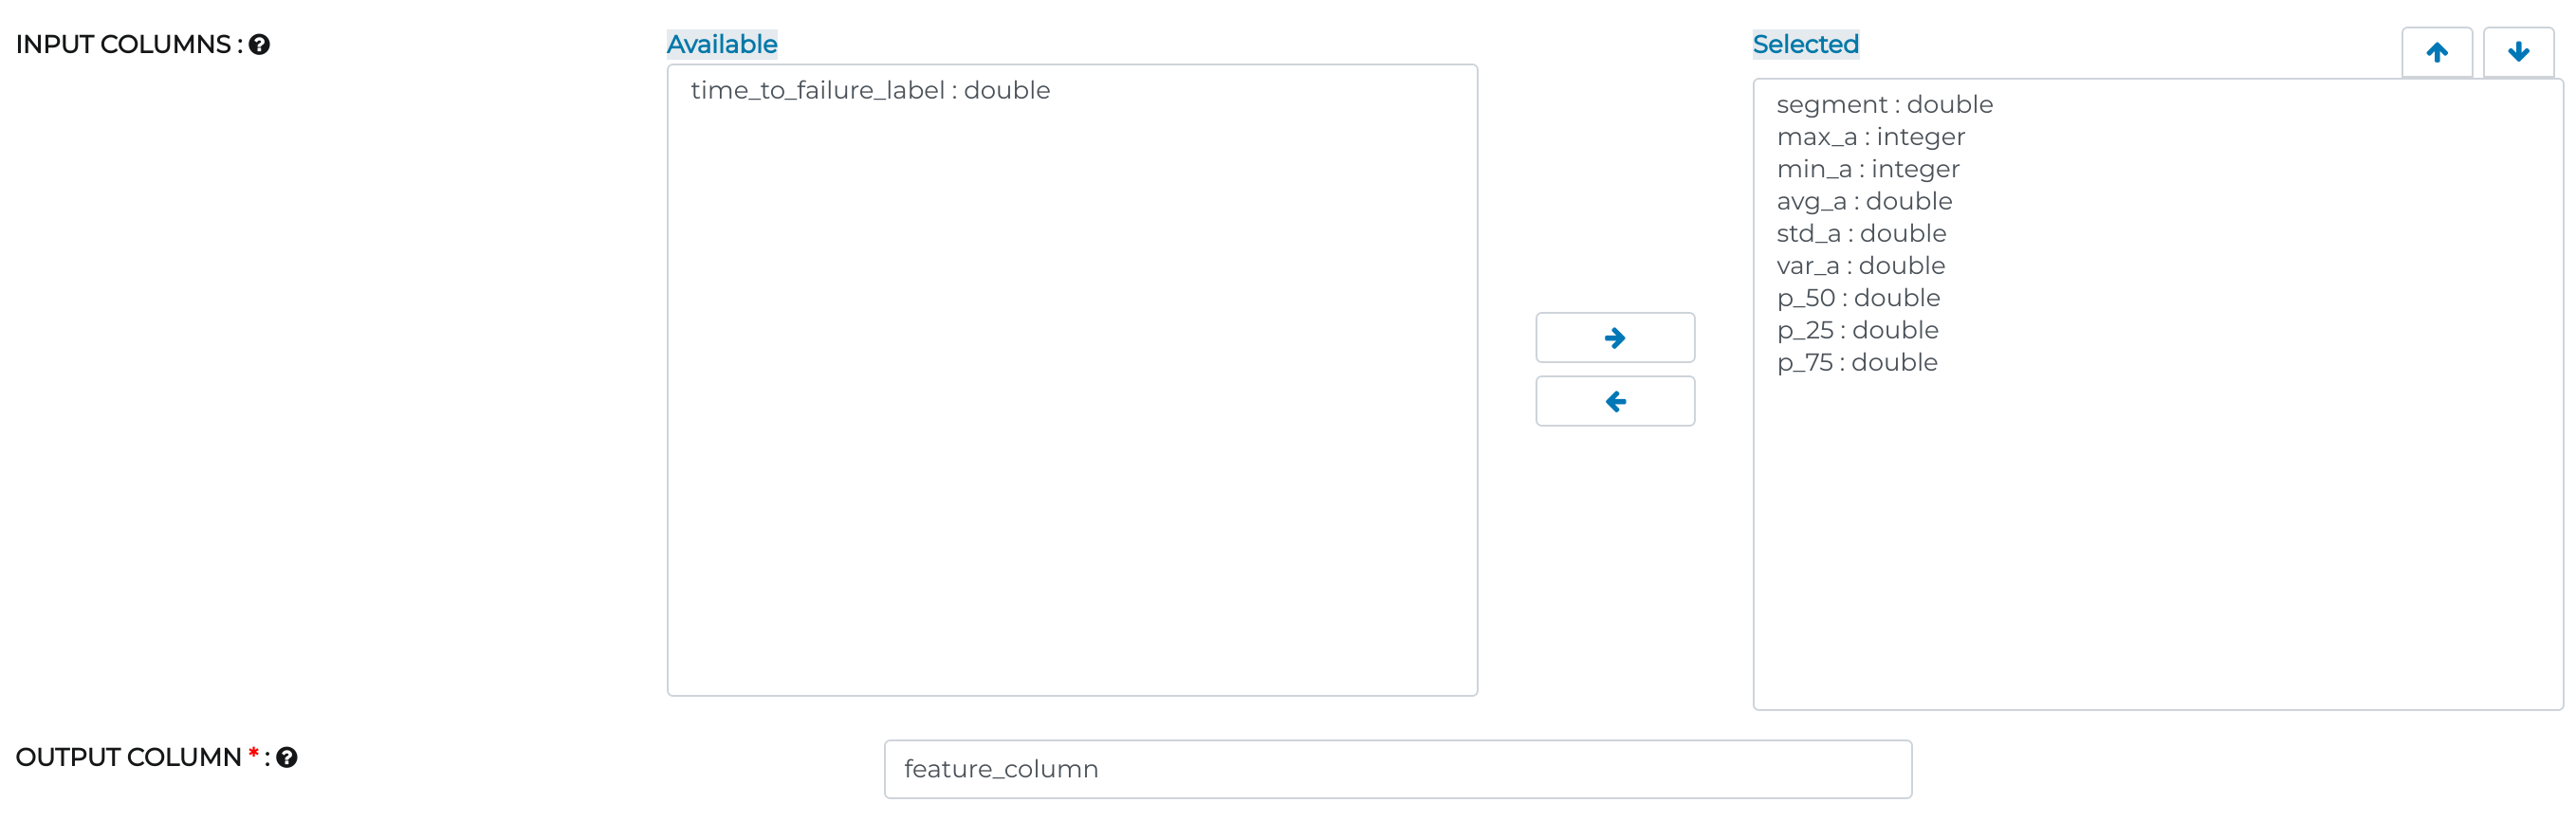 INPUT COLUMNS :
Available
time_to_failure_label : double
Selected
segment : double
max_a : integer
min_a : integer
avg_a : double
std_a : double
var_a : double
p_50 : double
p_25 : double
p_75 : double
OUTPUT COLUMN * :
feature_column